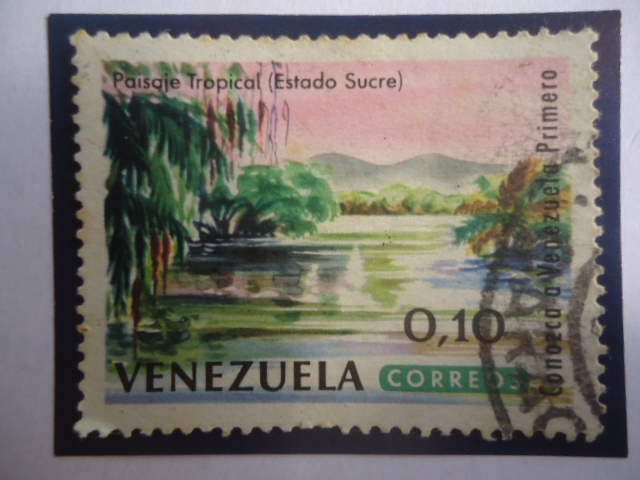 Paisaje Tropical (Estado Sucre)
Conozca a Venezuela Primero
0,10
VENEZUELA CORREOS